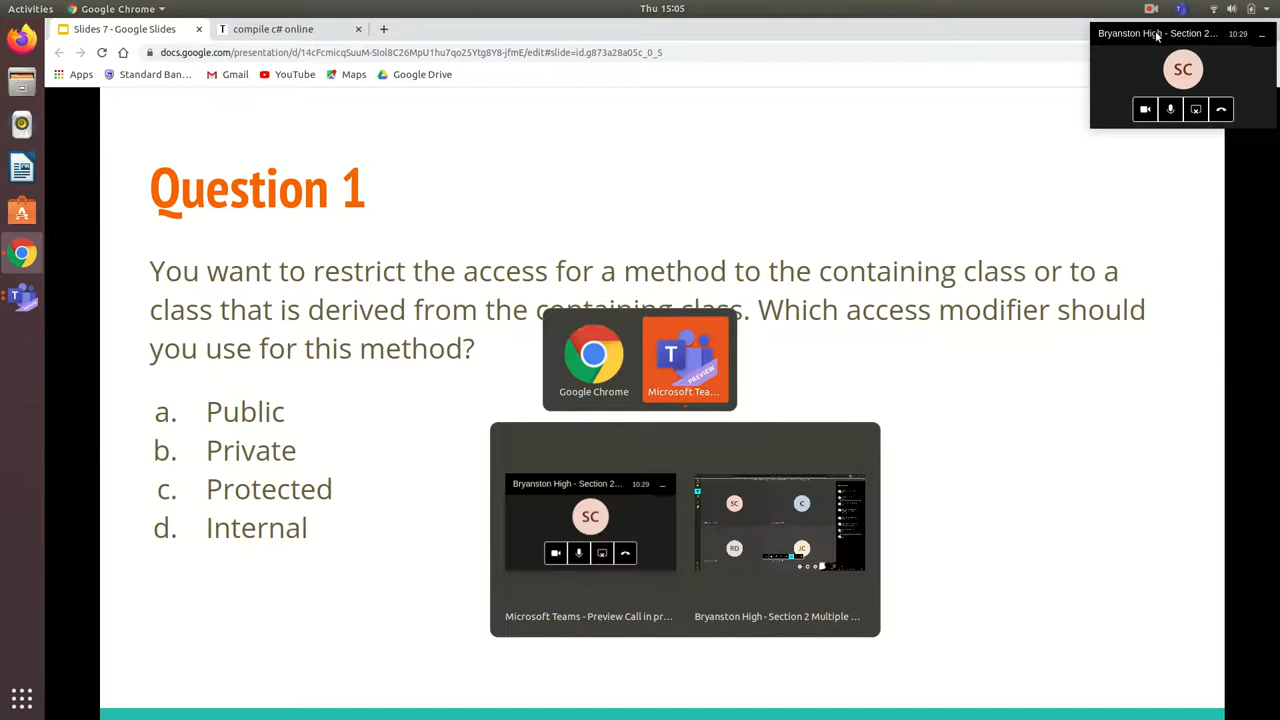 Activities
Google Chrome
Thu 15:05
Slides 7 - Google Slides
compile c# online
docs.google.com/presentation/d/14cFcmicqSuuM-SIol8C26MpU1hu7qo25Ytg8Y8-jfmE/edit#slide=id.g873a28a05c_0_5
Apps
Standard Ban...
Gmail
YouTube
Maps
Google Drive
Bryanston High - Section 2...
10:29
SC
Question 1
You want to restrict the access for a method to the containing class or to a
class that is derived from the containing class. Which access modifier should
you use for this method?
a. Public
b. Private
c. Protected
d. Internal
T
PREVIEW
Google Chrome
Microsoft Tea...
Bryanston High - Section 2...
10:29
SC
SC
C
RD
JC
Microsoft Teams - Preview Call in pr...
Bryanston High - Section 2 Multiple ...